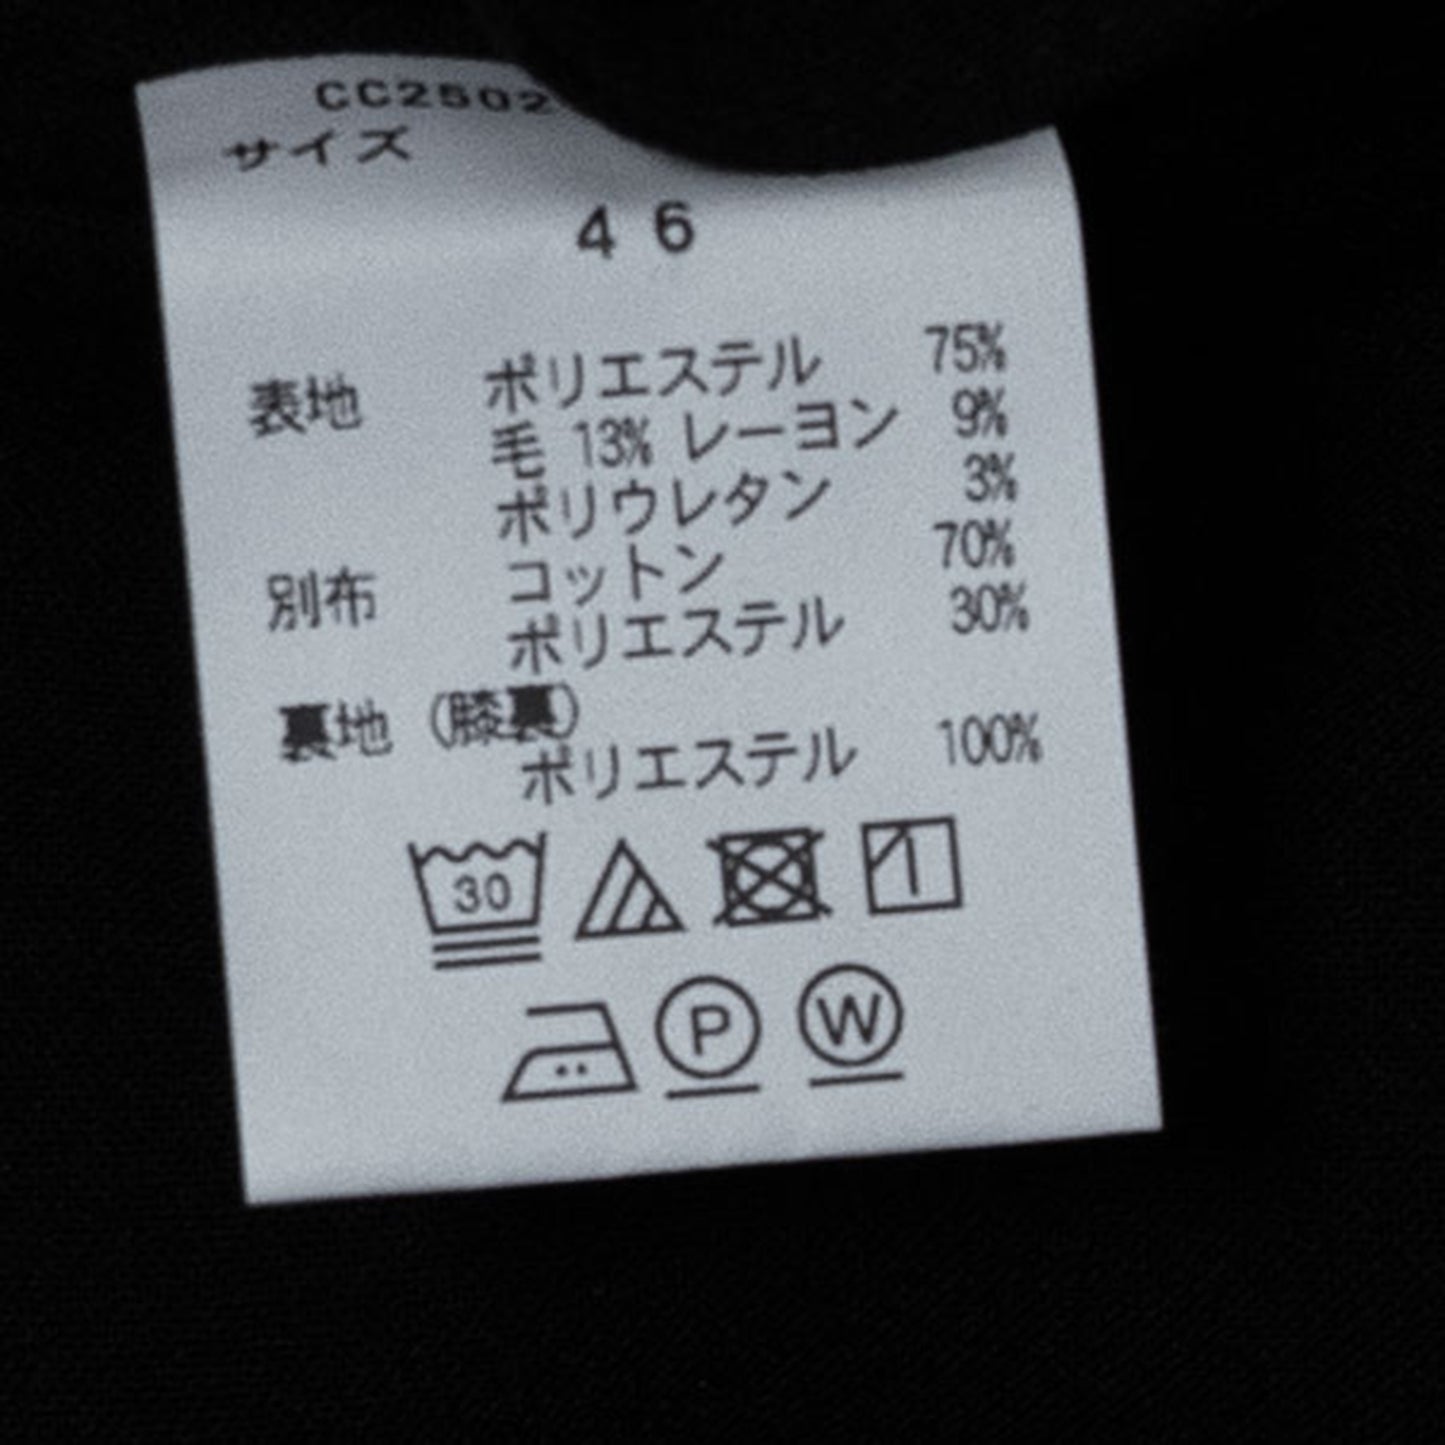 CC2502
サイズ
46
表地 ポリエステル 75%
毛 13% レーヨン 9%
ポリウレタン 3%
別布 コットン 70%
ポリエステル 30%
裏地 (膝裏)
ポリエステル 100%
30
P W